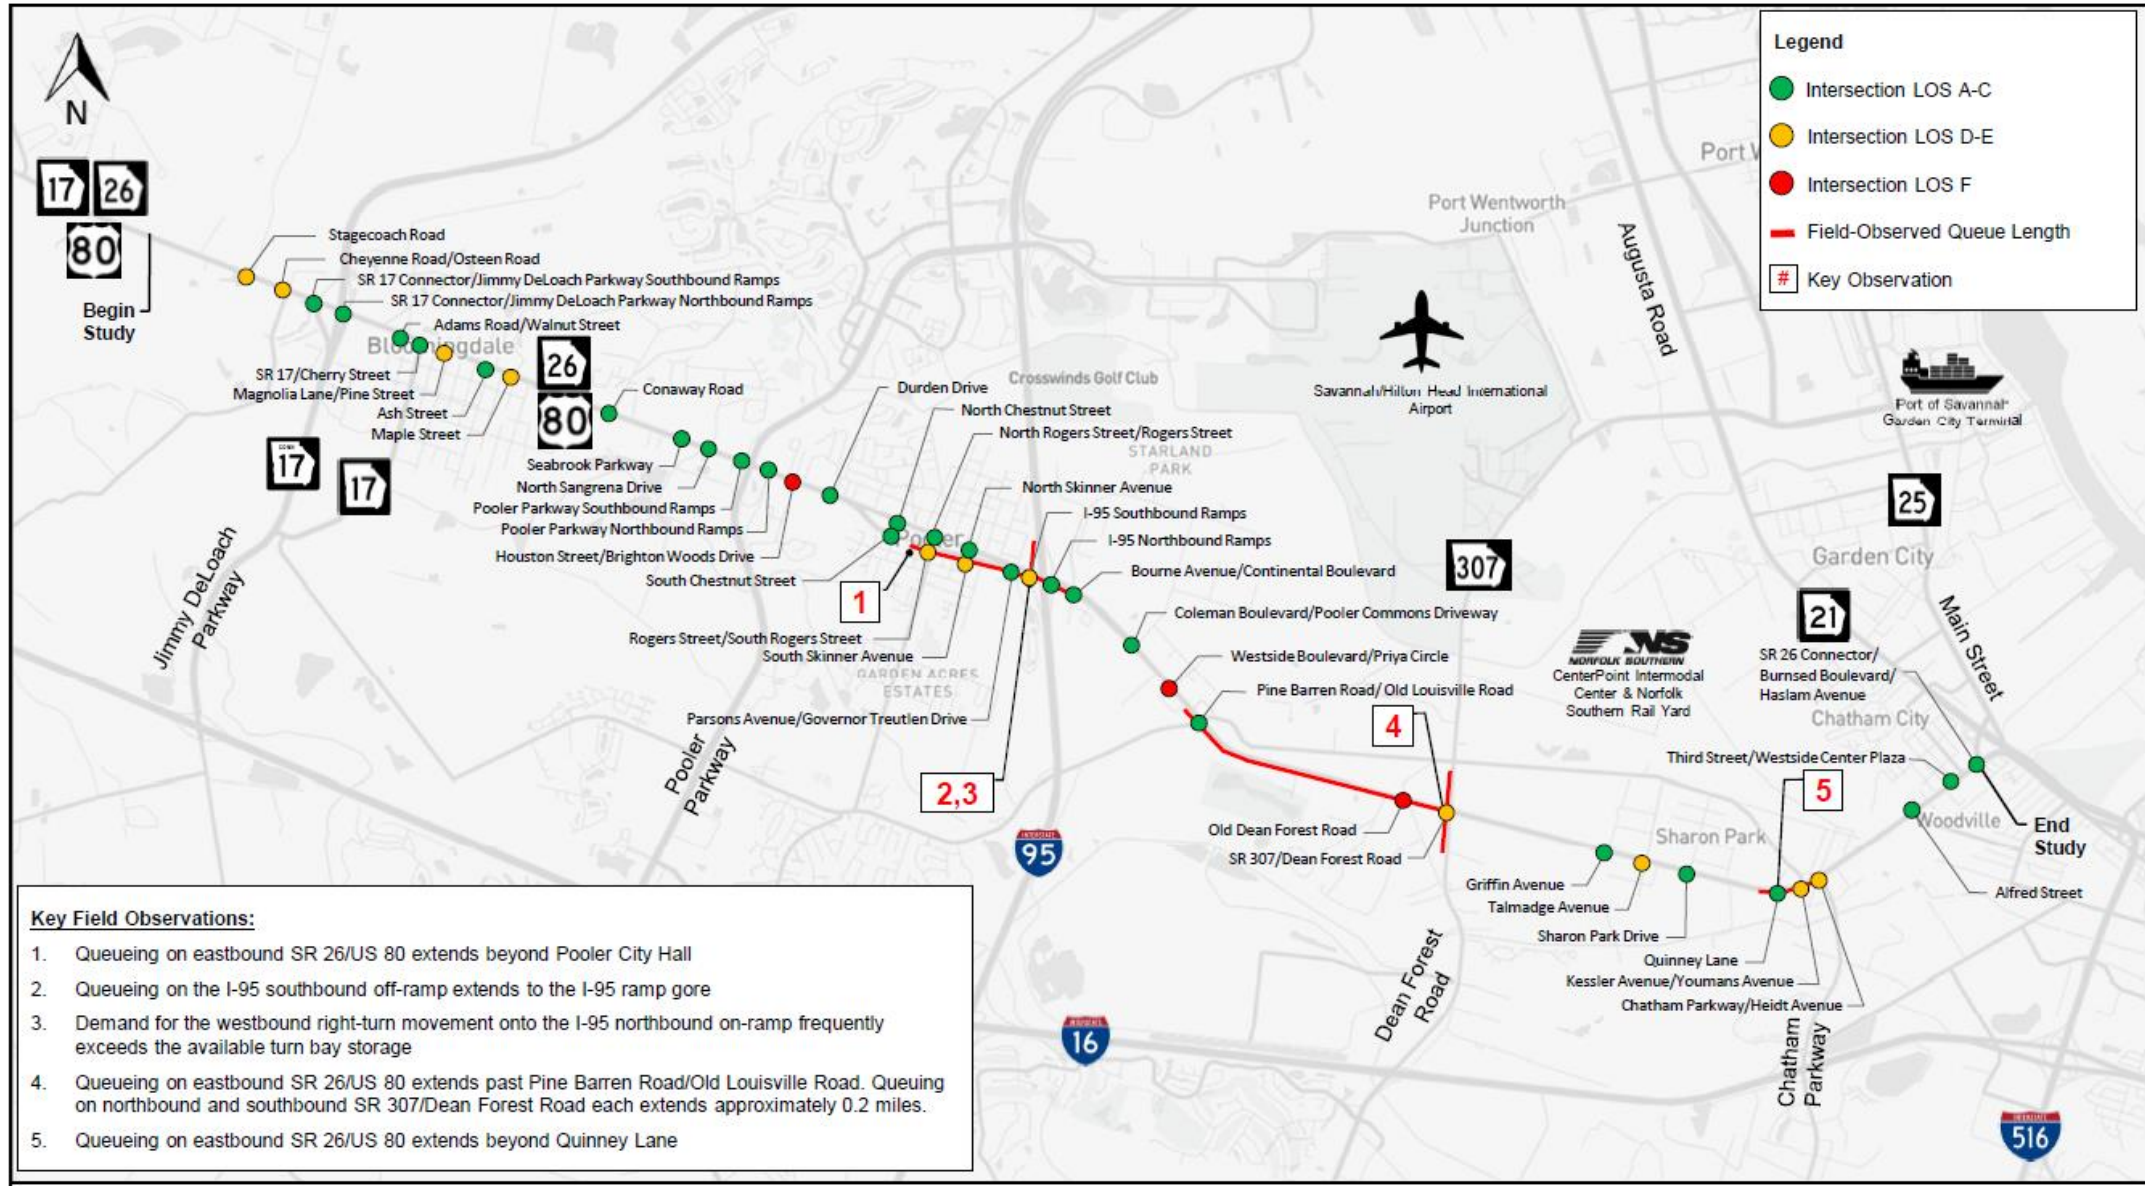 Legend
Intersection LOS A-C
Intersection LOS D-E
Intersection LOS F
Field-Observed Queue Length
# Key Observation
N
17 26
80
Begin
Study
Stagecoach Road
Cheyenne Road/Osteen Road
SR 17 Connector/Jimmy DeLoach Parkway Southbound Ramps
SR 17 Connector/Jimmy DeLoach Parkway Northbound Ramps
Adams Road/Walnut Street
SR 17/Cherry Street
Magnolia Lane/Pine Street
Ash Street
Maple Street
26
80
17
17
Jimmy DeLoach
Parkway
Conaway Road
Seabrook Parkway
North Sangrena Drive
Pooler Parkway Southbound Ramps
Pooler Parkway Northbound Ramps
Houston Street/Brighton Woods Drive
South Chestnut Street
Durden Drive
North Chestnut Street
North Rogers Street/Rogers Street
Crosswinds Golf Club
STARLAND
PARK
North Skinner Avenue
I-95 Southbound Ramps
I-95 Northbound Ramps
Bourne Avenue/Continental Boulevard
Coleman Boulevard/Pooler Commons Driveway
Westside Boulevard/Priya Circle
Pine Barren Road/ Old Louisville Road
1
Rogers Street/South Rogers Street
South Skinner Avenue
GARDEN ACRES
ESTATES
Parsons Avenue/Governor Treutlen Drive
2,3
Pooler
Parkway
INTERSTATE
95
INTERSTATE
16
4
Old Dean Forest Road
SR 307/Dean Forest Road
Dean Forest
Road
307
Port Wentworth
Junction
Savannah/Hilton Head International
Airport
Augusta Road
Port of Savannah
Garden City Terminal
25
Garden City
21
Main Street
NS
NORFOLK SOUTHERN
CenterPoint Intermodal
Center & Norfolk
Southern Rail Yard
SR 26 Connector/
Burnsed Boulevard/
Haslam Avenue
Chatham City
Third Street/Westside Center Plaza
5
Sharon Park
Woodville
End
Study
Alfred Street
Griffin Avenue
Talmadge Avenue
Sharon Park Drive
Quinney Lane
Kessler Avenue/Youmans Avenue
Chatham Parkway/Heidt Avenue
Chatham
Parkway
INTERSTATE
516
Key Field Observations:
1. Queueing on eastbound SR 26/US 80 extends beyond Pooler City Hall
2. Queueing on the I-95 southbound off-ramp extends to the I-95 ramp gore
3. Demand for the westbound right-turn movement onto the I-95 northbound on-ramp frequently
exceeds the available turn bay storage
4. Queueing on eastbound SR 26/US 80 extends past Pine Barren Road/Old Louisville Road. Queuing
on northbound and southbound SR 307/Dean Forest Road each extends approximately 0.2 miles.
5. Queueing on eastbound SR 26/US 80 extends beyond Quinney Lane